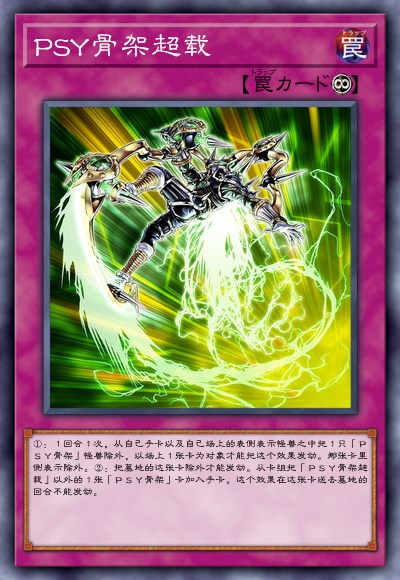 PSY骨架超载
トラップ
罠
トラップ
【罠カード】
①：1回合1次，从自己手卡以及自己场上的表侧表示怪兽之中把1只「P
SY骨架」怪兽除外，以场上1张卡为对象才能把这个效果发动。那张卡里
侧表示除外。②：把墓地的这张卡除外才能发动。从卡组把「PSY骨架超
载」以外的1张「PSY骨架」卡加入手卡。这个效果在这张卡送去墓地的
回合不能发动。